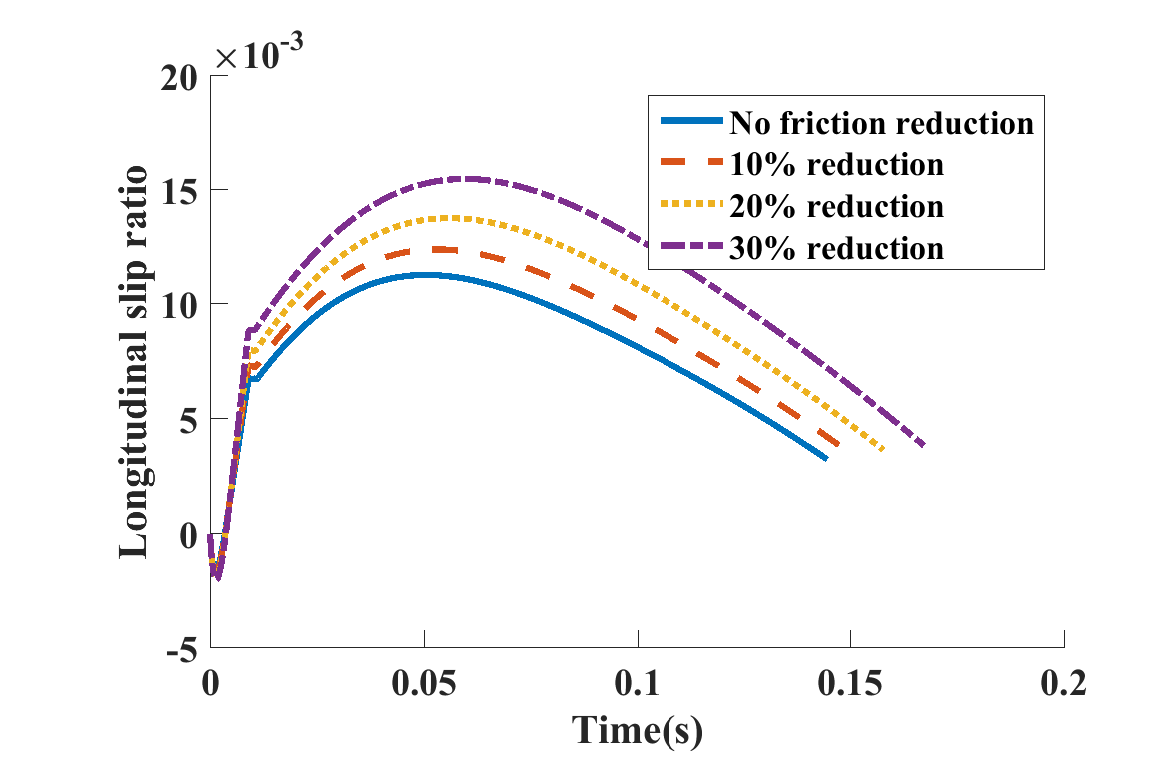 ×10-3
20
15
10
5
0
-5
Longitudinal slip ratio
No friction reduction
10% reduction
20% reduction
30% reduction
0 0.05 0.1 0.15 0.2
Time(s)